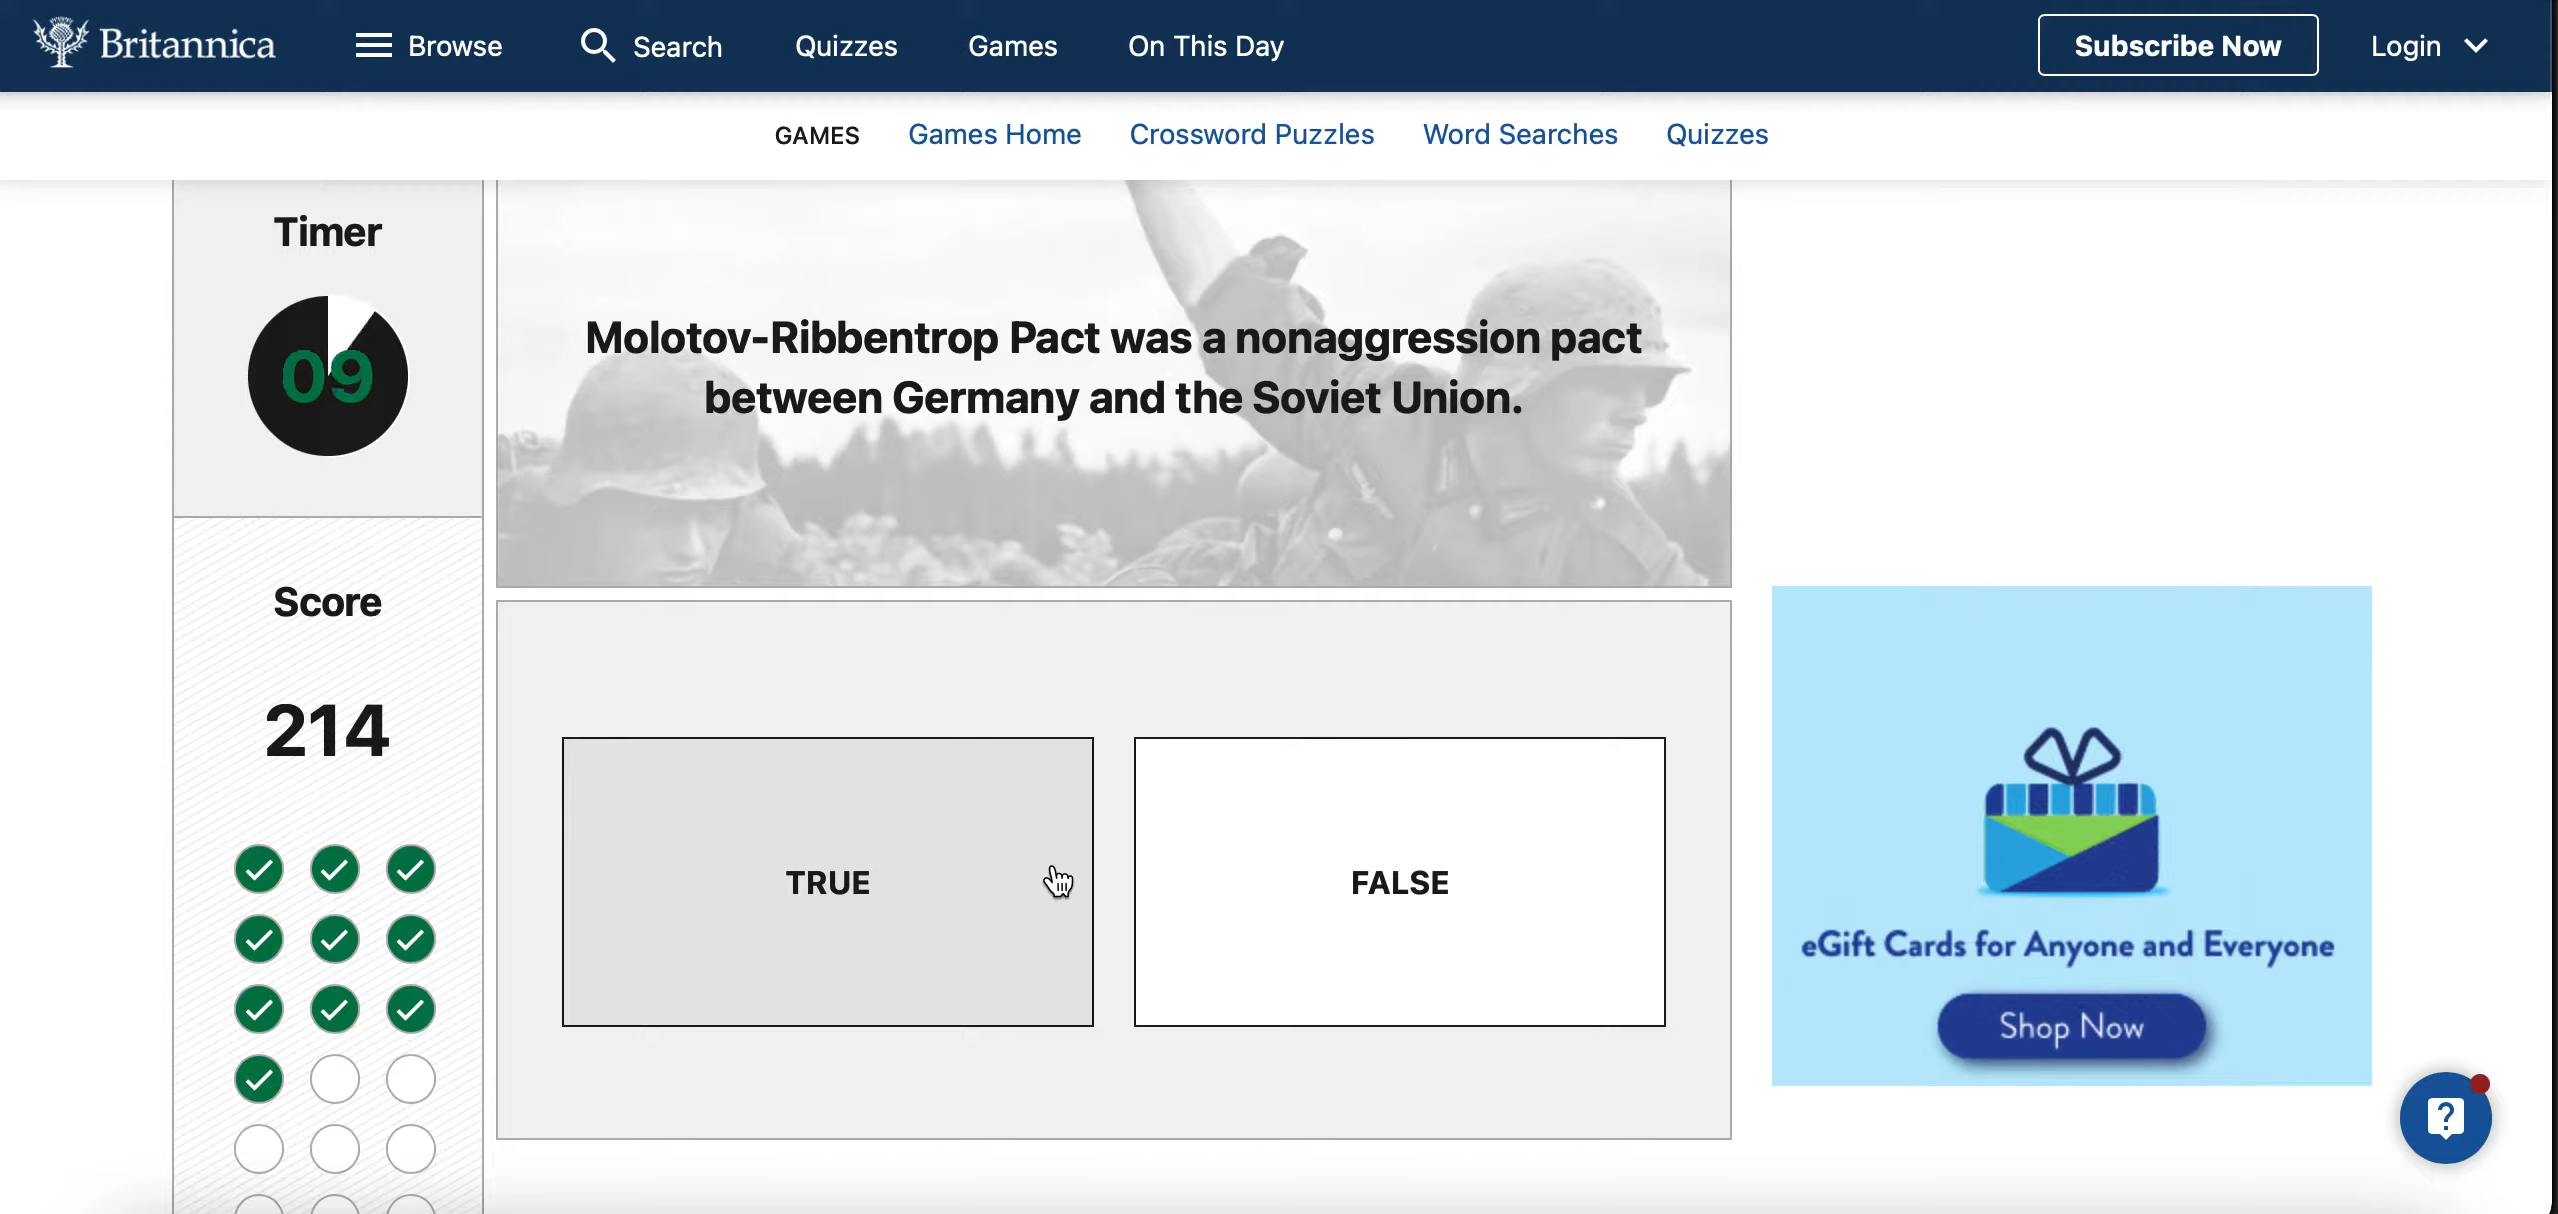 Britannica
Browse
Search
Quizzes
Games
On This Day
Subscribe Now
Login
GAMES
Games Home
Crossword Puzzles
Word Searches
Quizzes
Timer
09
Molotov-Ribbentrop Pact was a nonaggression pact
between Germany and the Soviet Union.
Score
214
TRUE
FALSE
eGift Cards for Anyone and Everyone
Shop Now
?